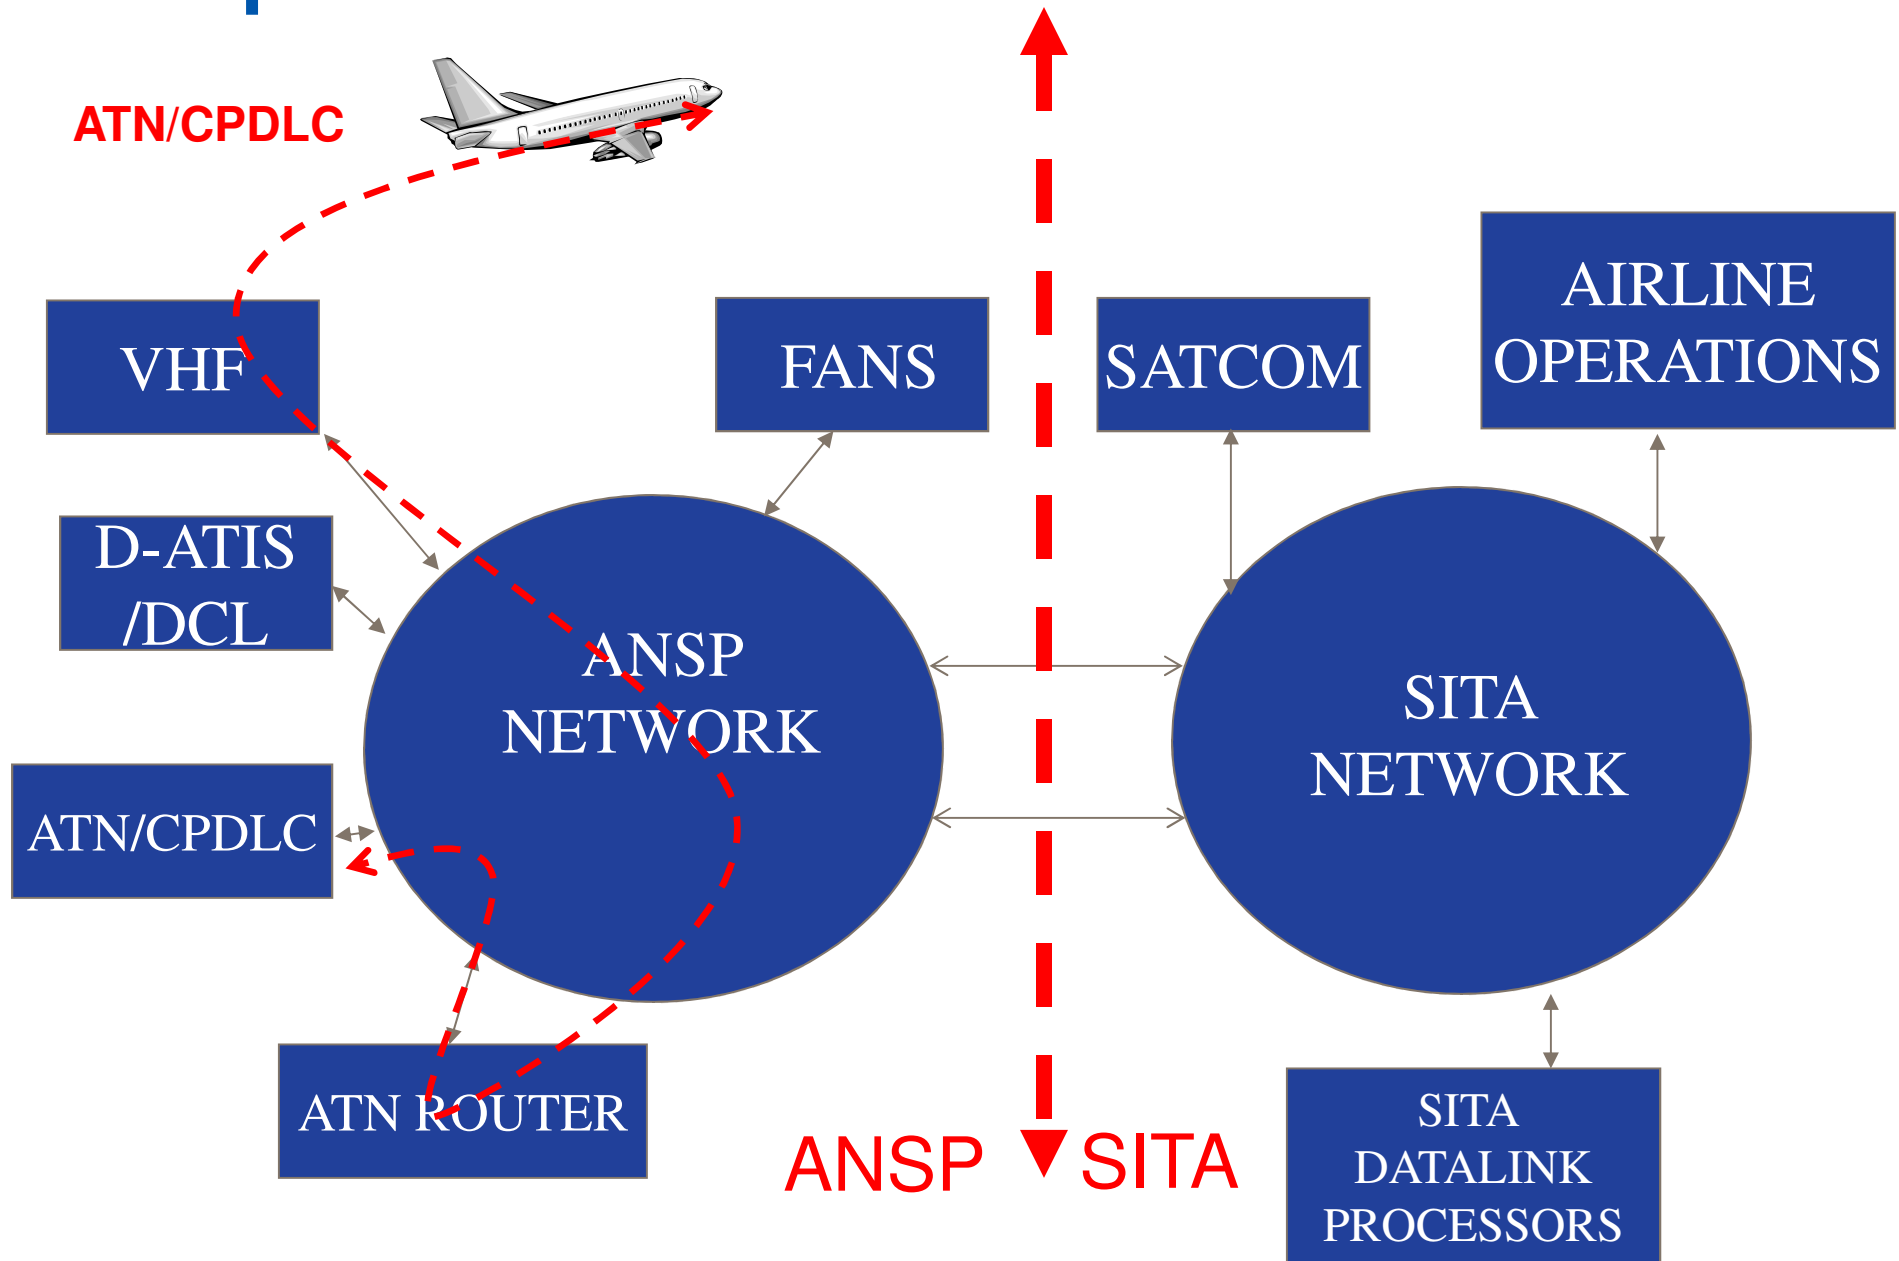 ATN/CPDLC
VHF
FANS
SATCOM
AIRLINE
OPERATIONS
D-ATIS
/DCL
ANSP
NETWORK
SITA
NETWORK
ATN/CPDLC
ATN ROUTER
ANSP
SITA
SITA
DATALINK
PROCESSORS